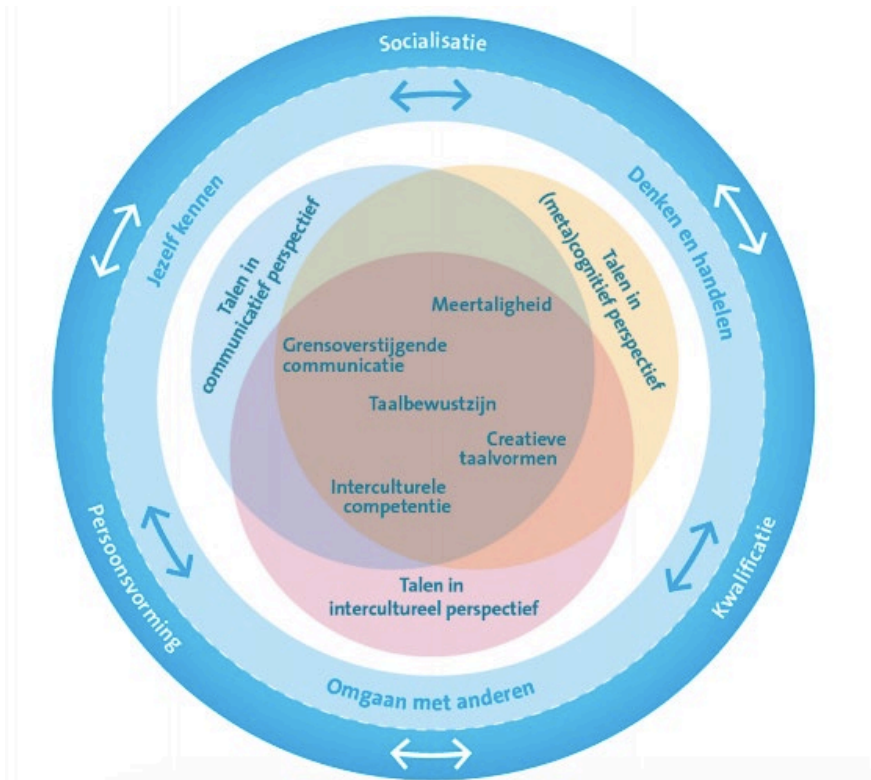 Socialisatie
Jezelf kennen
Denken en handelen
Talen in
communicatief perspectief
Talen in
(meta)cognitief perspectief
Meertaligheid
Grensoverstijgende
communicatie
Taalbewustzijn
Creatieve
taalvormen
Interculturele
competentie
Talen in
intercultureel perspectief
Persoonsvorming
Kwalificatie
Omgaan met anderen